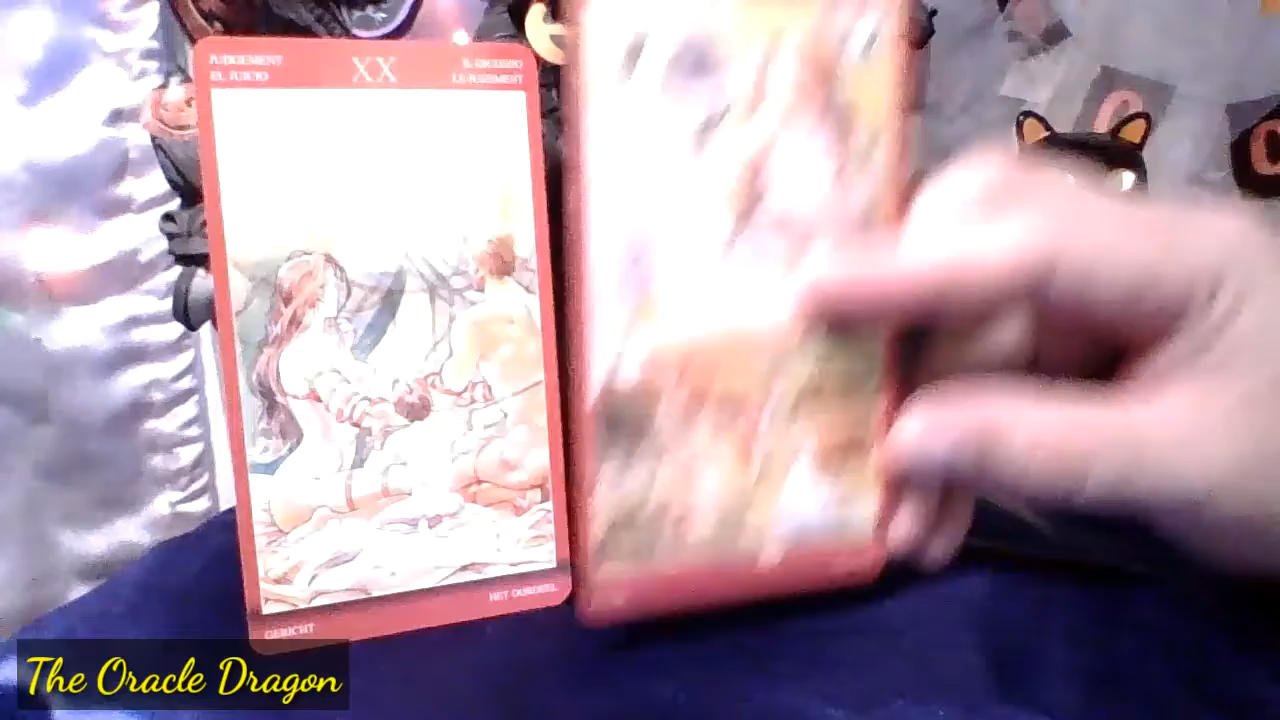 JUDGEMENT
EL JUICIO
XX
IL GIUDIZIO
LE JUGEMENT
GERICHT
HET OORDEEL
The Oracle Dragon